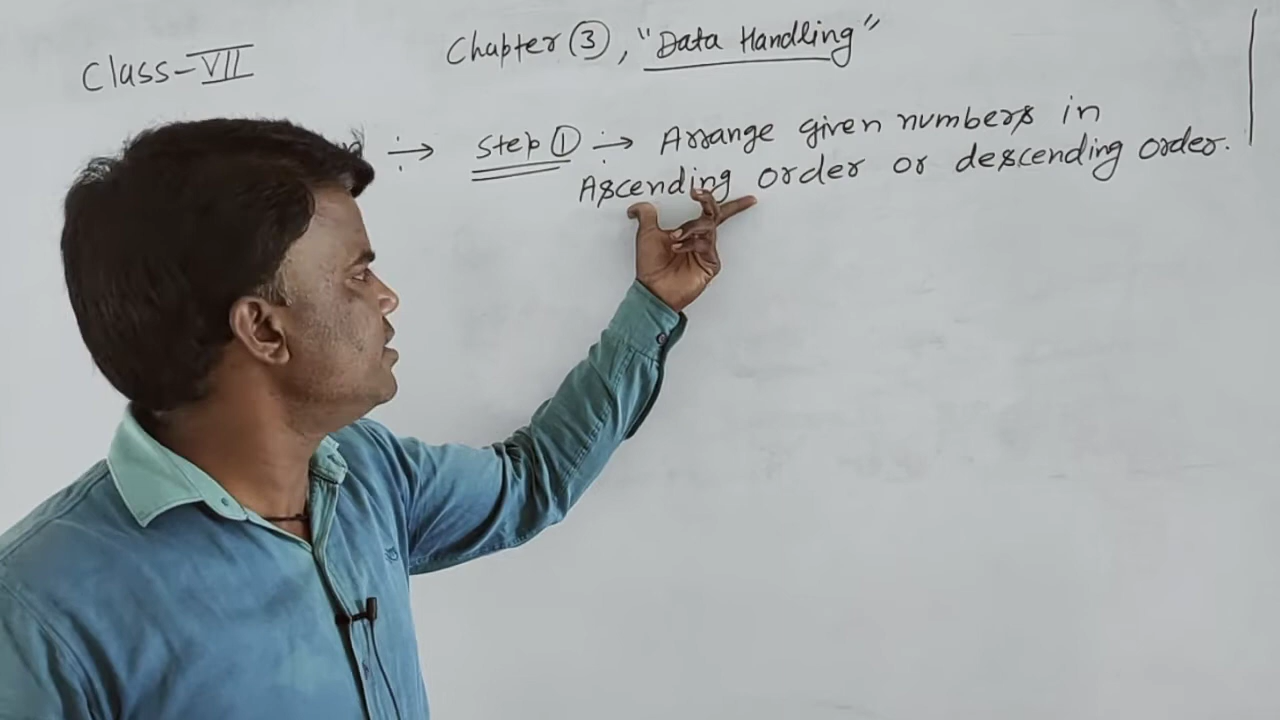 Class-VII
Chapter ③, "Data Handling"
:→ Step ① :→ Arrange given numbers in
Ascending order or descending order.